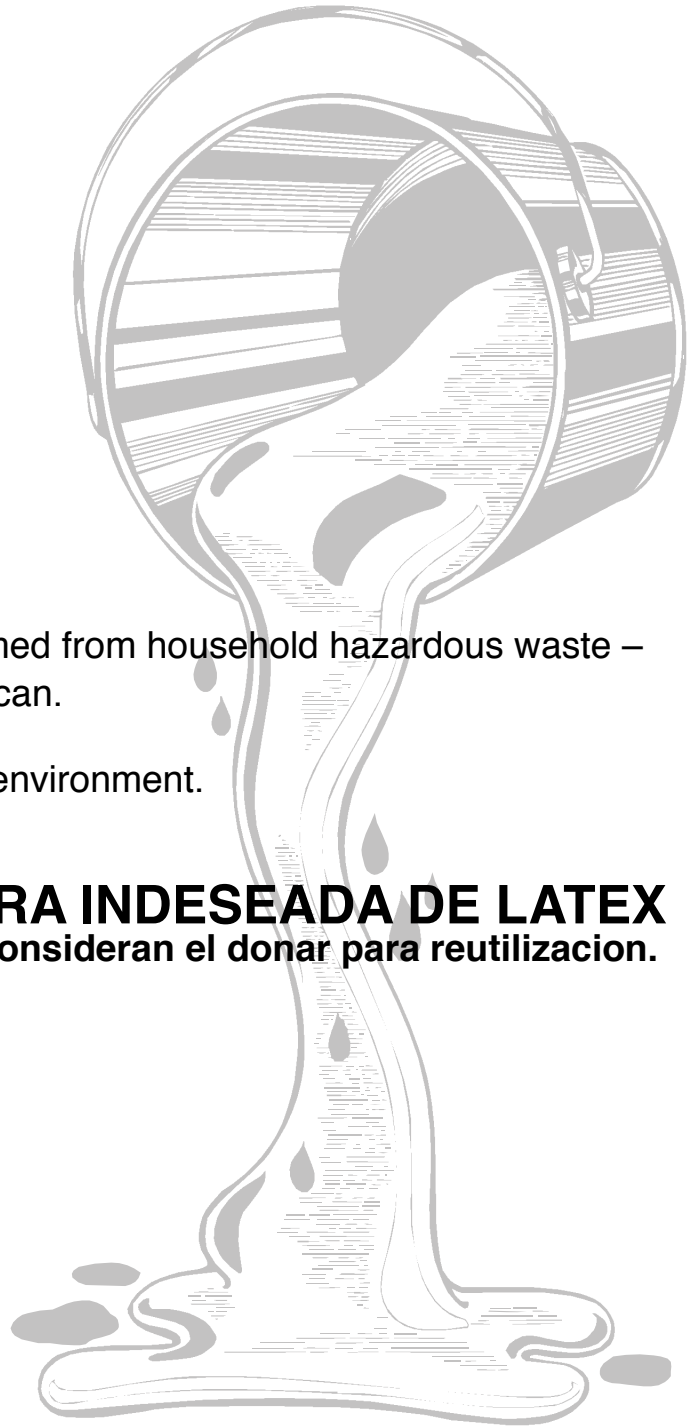 ned from household hazardous waste –
can.
environment.
RA INDESEADA DE LATEX
onsideran el donar para reutilizacion.